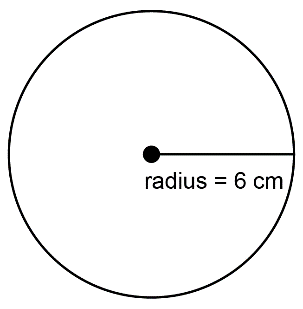 radius = 6 cm